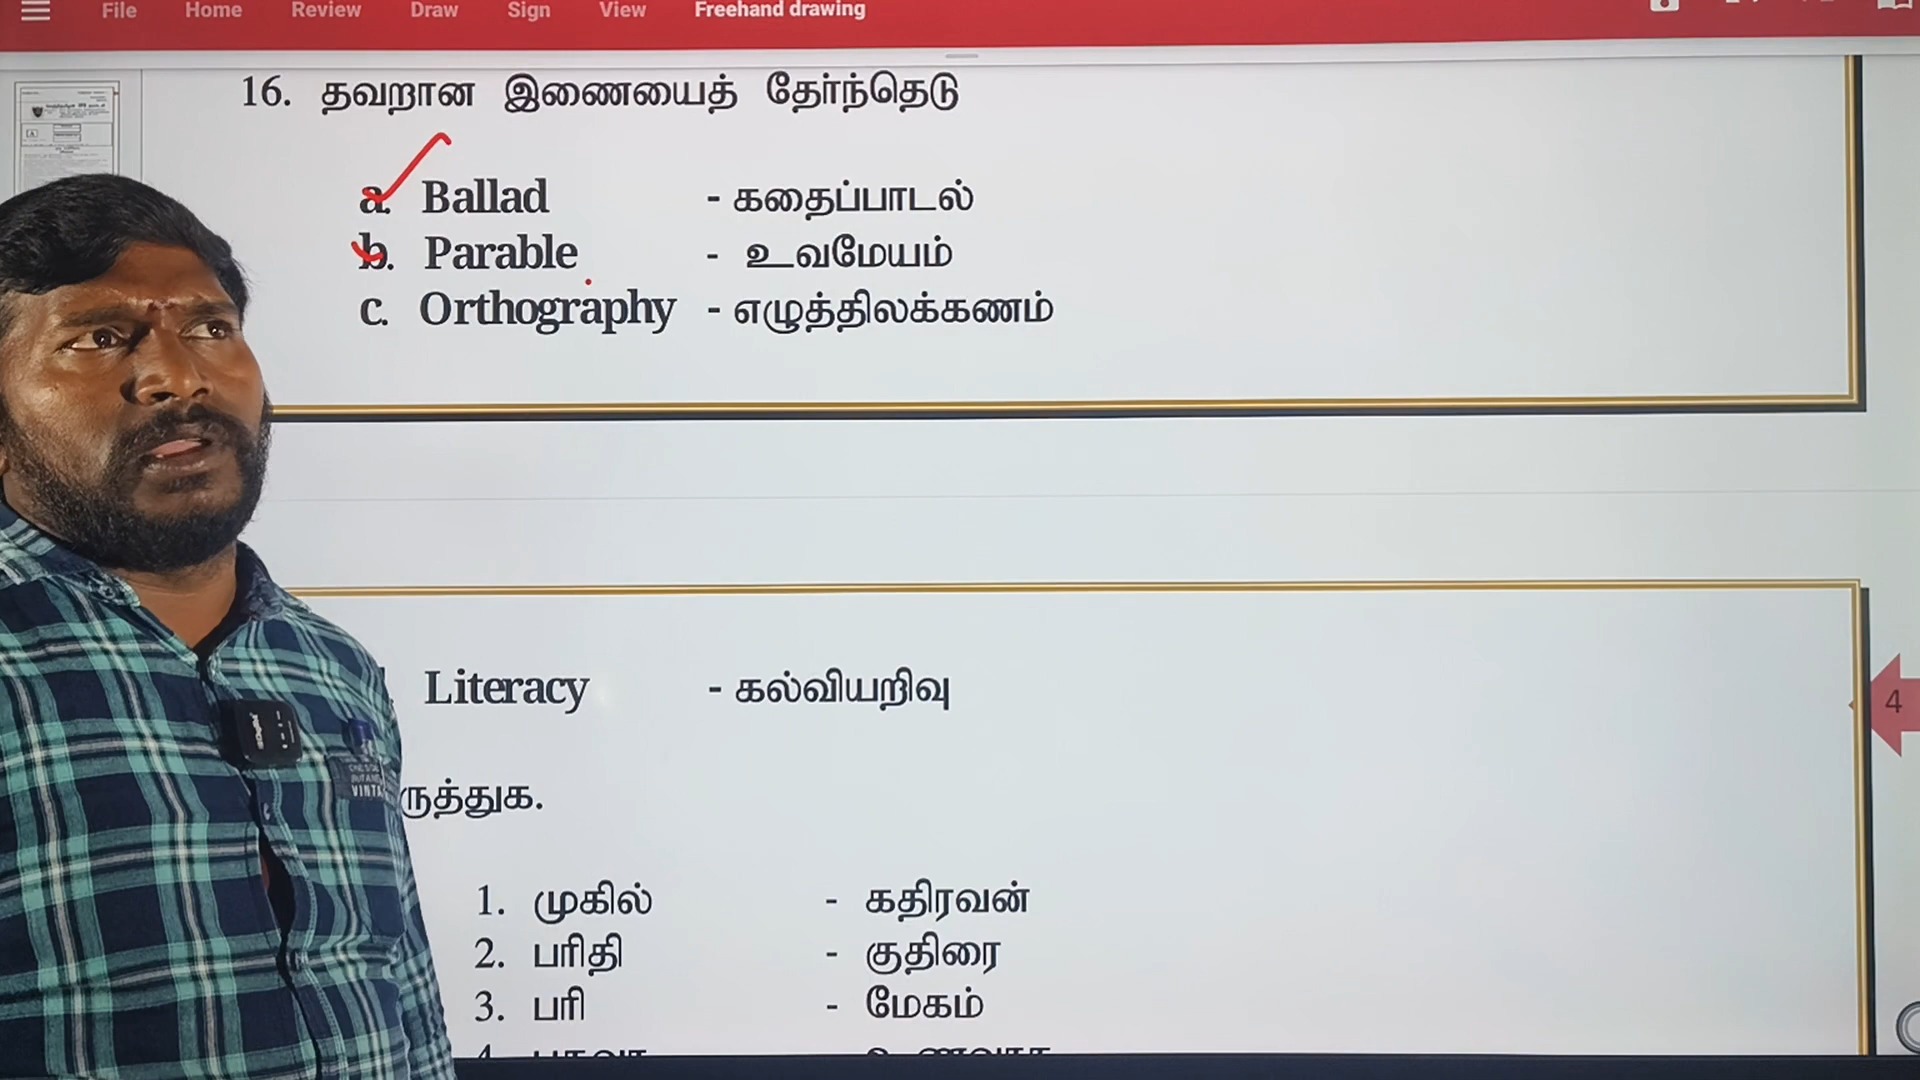 File Home Review Draw Sign View Freehand drawing
16. தவறான இணையைத் தேர்ந்தெடு
a. Ballad - கதைப்பாடல்
b. Parable - உவமேயம்
c. Orthography - எழுத்திலக்கணம்
Literacy - கல்வியறிவு
4
ருத்துக.
1. முகில் - கதிரவன்
2. பரிதி - குதிரை
3. பரி - மேகம்